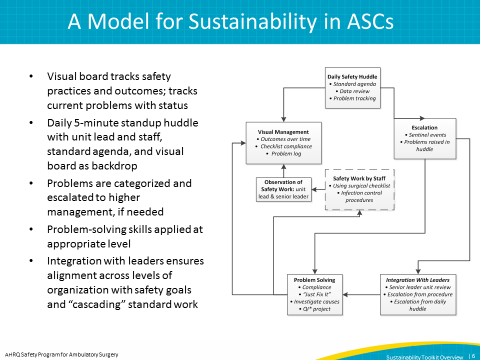 A Model for Sustainability in ASCs
• Visual board tracks safety
practices and outcomes; tracks
current problems with status
• Daily 5-minute standup huddle
with unit lead and staff,
standard agenda, and visual
board as backdrop
• Problems are categorized and
escalated to higher
management, if needed
• Problem-solving skills applied at
appropriate level
• Integration with leaders ensures
alignment across levels of
organization with safety goals
and “cascading” standard work
Daily Safety Huddle
• Standard agenda
• Data review
• Problem tracking
Visual Management
• Outcomes over time
• Checklist compliance
• Problem log
Escalation
• Sentinel events
• Problems raised in
huddle
Observation of
Safety Work: unit
lead & senior leader
Safety Work by Staff
• Using surgical checklist
• Infection control
procedures
Problem Solving
• Compliance
• “Just Fix It”
• Investigate causes
• QI* project
Integration With Leaders
• Senior leader unit review
• Escalation from procedure
• Escalation from daily
huddle
AHRQ Safety Program for Ambulatory Surgery
Sustainability Toolkit Overview | 8